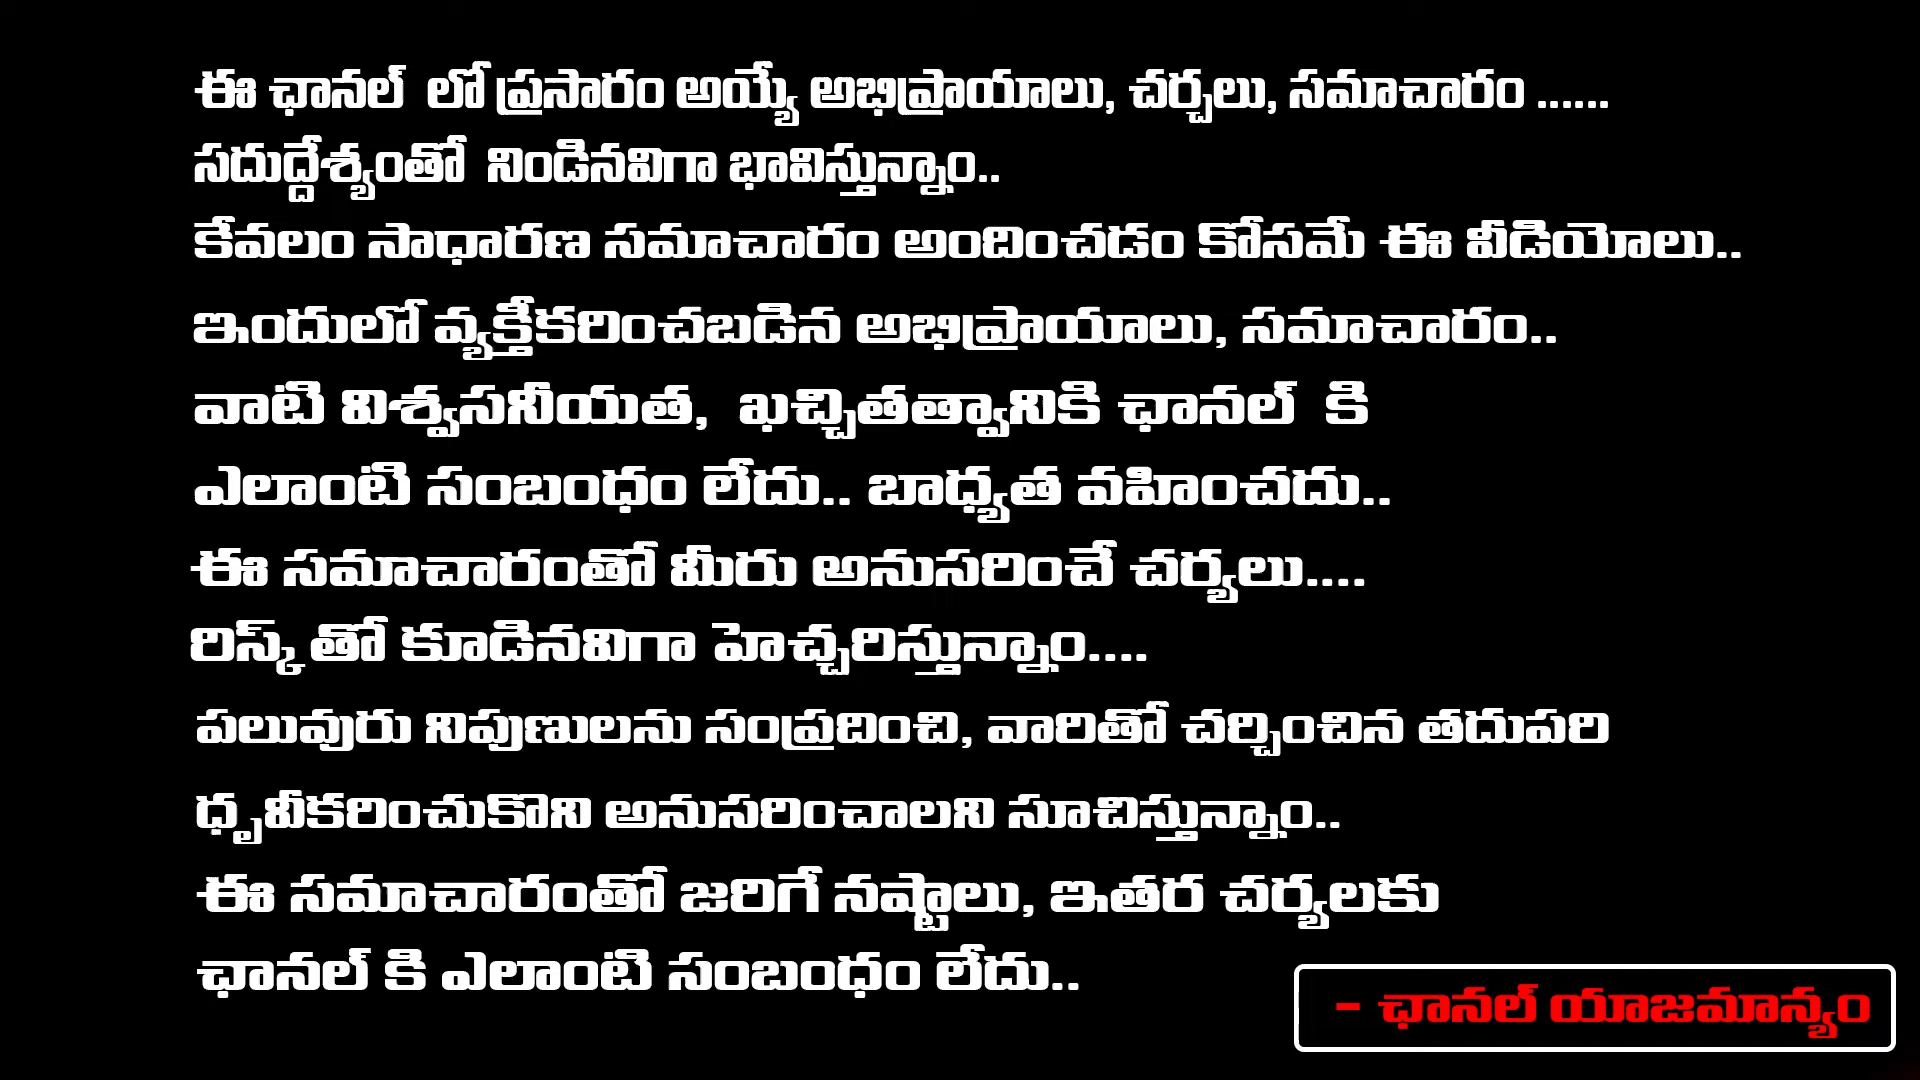 ఈ ఛానల్ లో ప్రసారం అయ్యే అభిప్రాయాలు, చర్చలు, సమాచారం ......
సదుద్దేశ్యంతో నిండినవిగా భావిస్తున్నాం..
కేవలం సాధారణ సమాచారం అందించడం కోసమే ఈ వీడియోలు..
ఇందులో వ్యక్తీకరించబడిన అభిప్రాయాలు, సమాచారం..
వాటి విశ్వసనీయత, ఖచ్చితత్వానికి ఛానల్ కి
ఎలాంటి సంబంధం లేదు.. బాధ్యత వహించదు..
ఈ సమాచారంతో మీరు అనుసరించే చర్యలు....
రిస్క్ తో కూడినవిగా హెచ్చరిస్తున్నాం....
పలువురు నిపుణులను సంప్రదించి, వారితో చర్చించిన తదుపరి
ధృవీకరించుకొని అనుసరించాలని సూచిస్తున్నాం..
ఈ సమాచారంతో జరిగే నష్టాలు, ఇతర చర్యలకు
ఛానల్ కి ఎలాంటి సంబంధం లేదు..
- ఛానల్ యాజమాన్యం